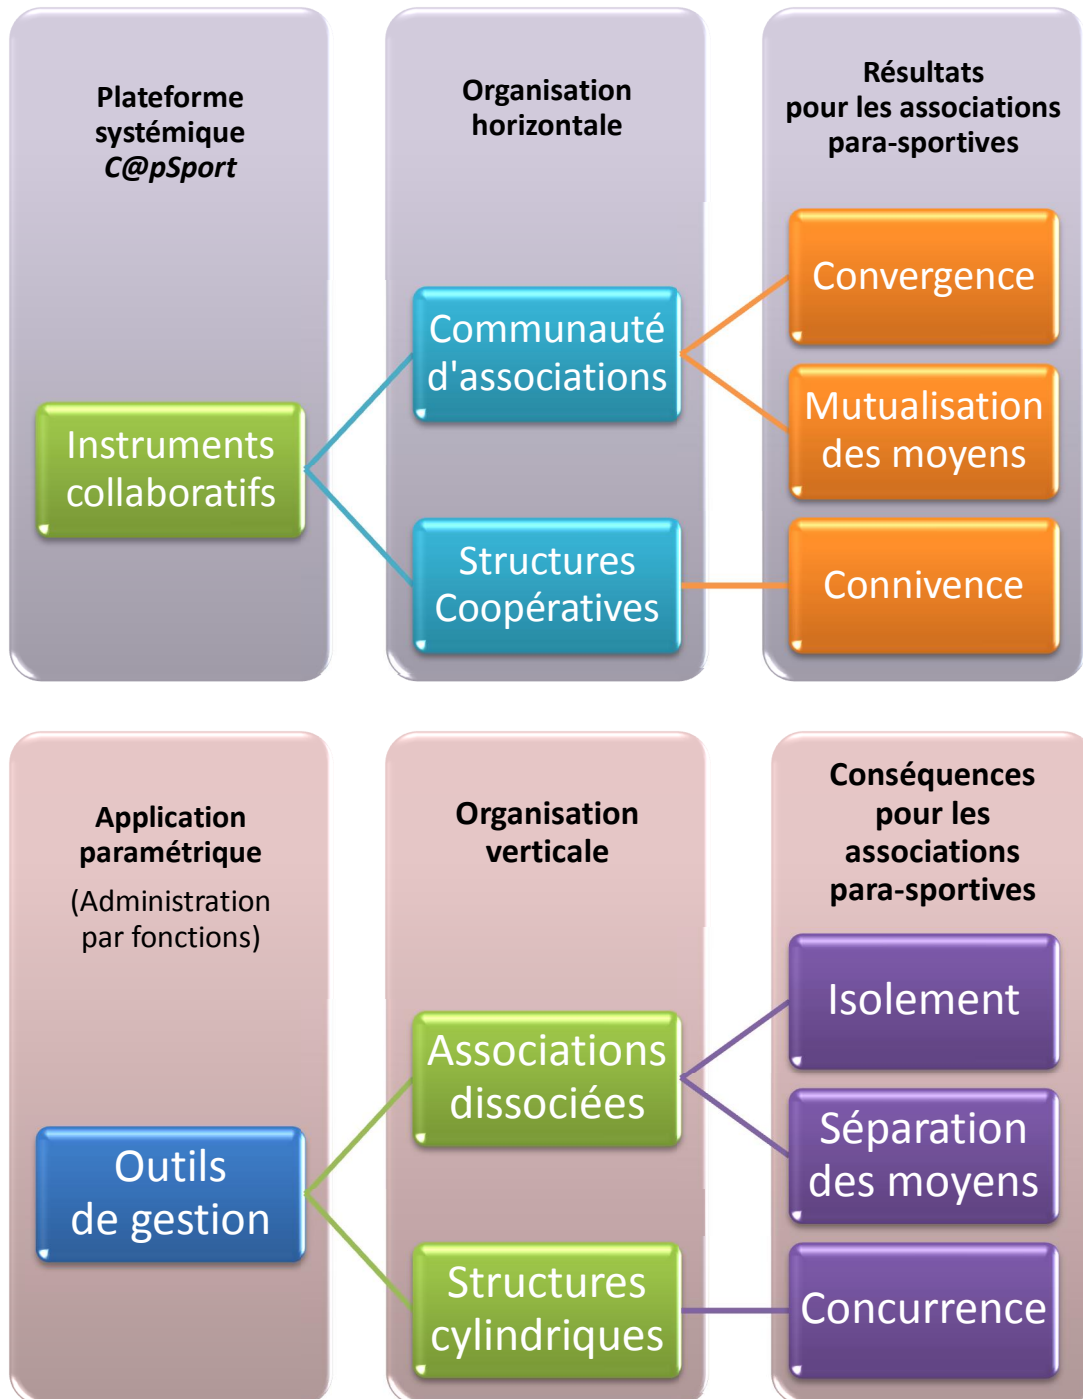 Plateforme
systémique
C@pSport
Instruments
collaboratifs
Organisation
horizontale
Communauté
d'associations
Structures
Coopératives
Résultats
pour les associations
para-sportives
Convergence
Mutualisation
des moyens
Connivence
Application
paramétrique
(Administration
par fonctions)
Outils
de gestion
Organisation
verticale
Associations
dissociées
Structures
cylindriques
Conséquences
pour les
associations
para-sportives
Isolement
Séparation
des moyens
Concurrence